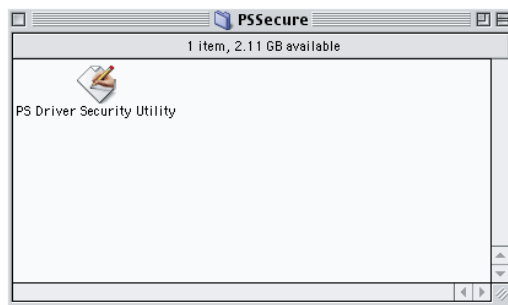 PSSecure
1 item, 2.11 GB available
PS Driver Security Utility